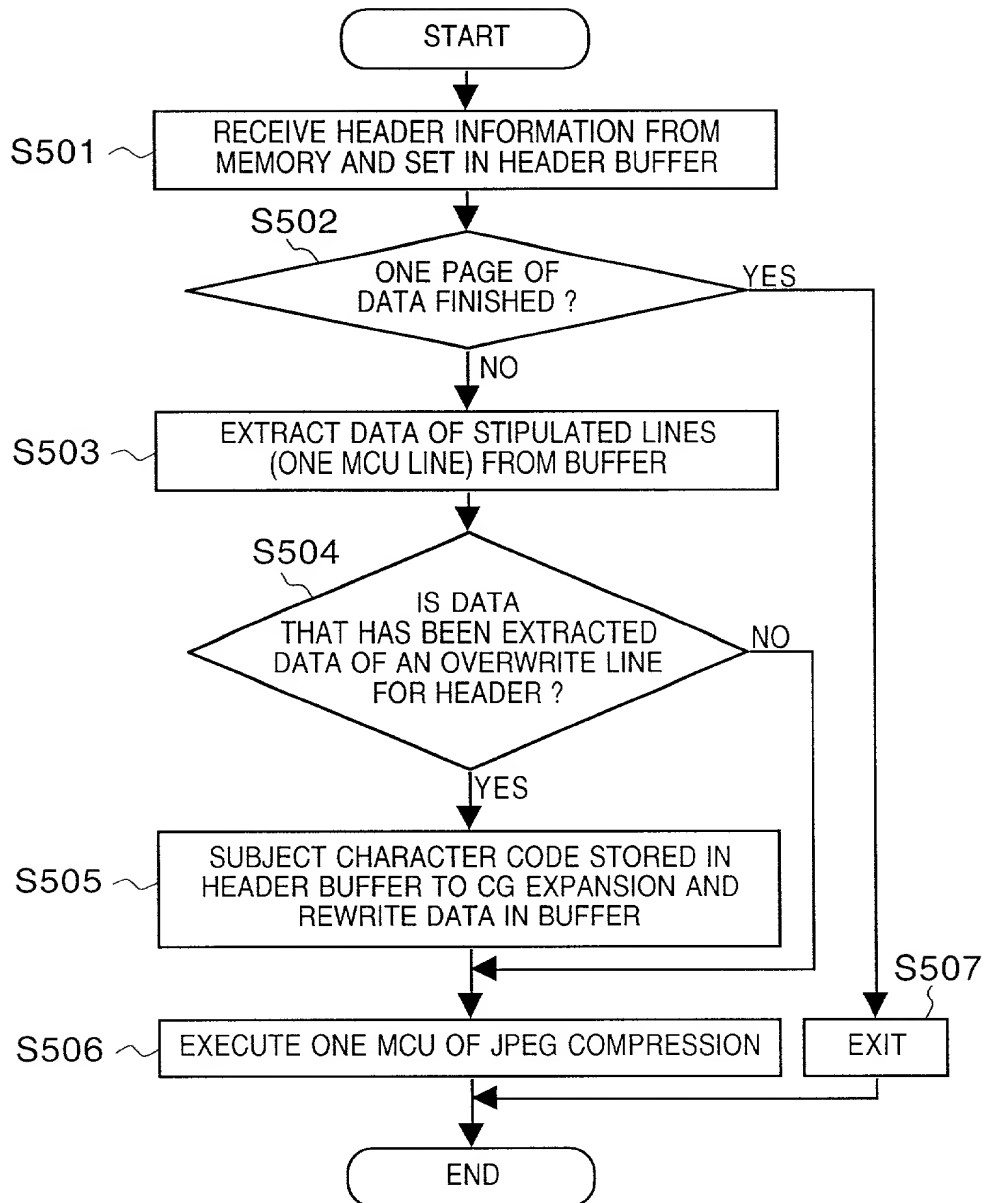 START
S501
RECEIVE HEADER INFORMATION FROM
MEMORY AND SET IN HEADER BUFFER
S502
ONE PAGE OF
DATA FINISHED ?
YES
NO
S503
EXTRACT DATA OF STIPULATED LINES
(ONE MCU LINE) FROM BUFFER
S504
IS DATA
THAT HAS BEEN EXTRACTED
DATA OF AN OVERWRITE LINE
FOR HEADER ?
NO
YES
S505
SUBJECT CHARACTER CODE STORED IN
HEADER BUFFER TO CG EXPANSION AND
REWRITE DATA IN BUFFER
S507
S506
EXECUTE ONE MCU OF JPEG COMPRESSION
EXIT
END